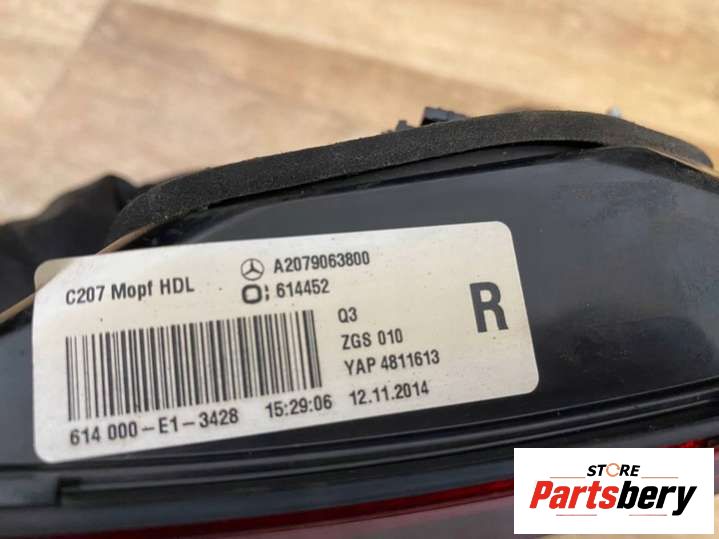 C207 Mopf HDL
A2079063800
614452
R
Q3
ZGS 010
YAP 4811613
614 000-E1-3428 15:29:06 12.11.2014
STORE
Partsbery